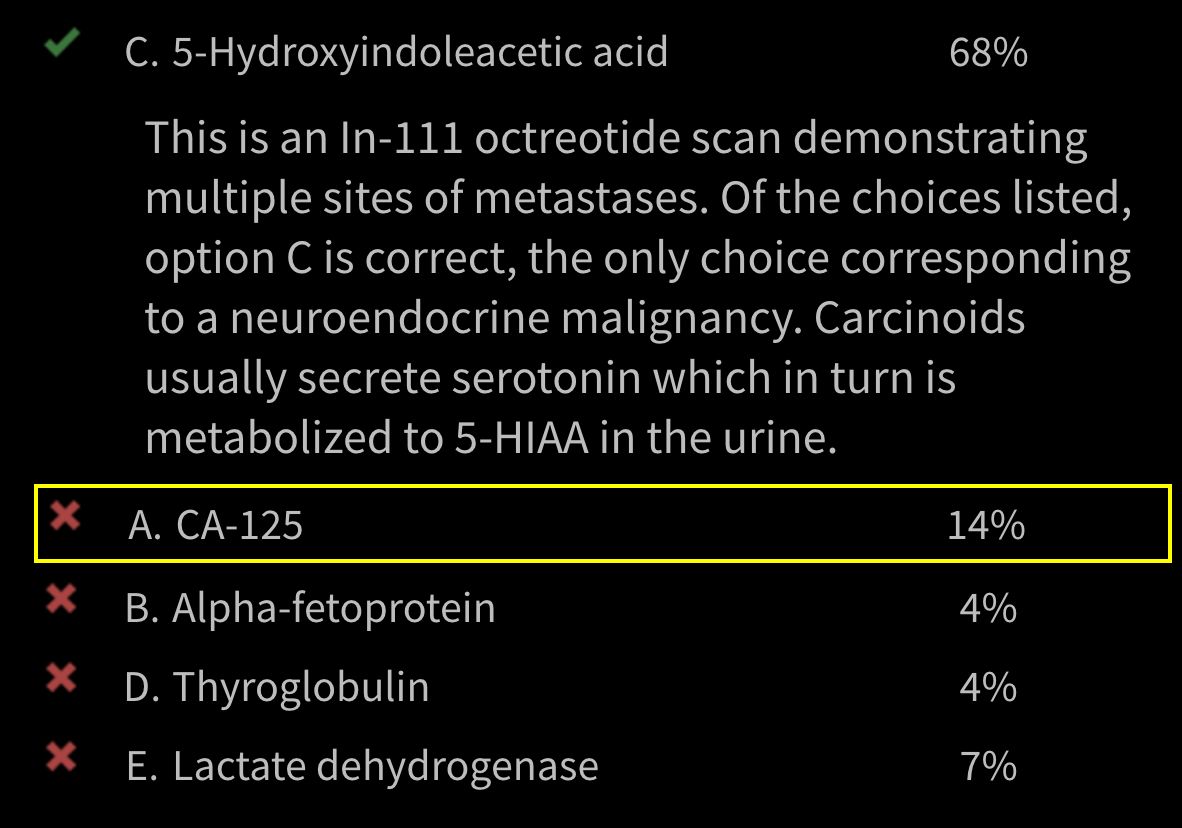 C. 5-Hydroxyindoleacetic acid 68%
This is an In-111 octreotide scan demonstrating
multiple sites of metastases. Of the choices listed,
option C is correct, the only choice corresponding
to a neuroendocrine malignancy. Carcinoids
usually secrete serotonin which in turn is
metabolized to 5-HIAA in the urine.
A. CA-125 14%
B. Alpha-fetoprotein 4%
D. Thyroglobulin 4%
E. Lactate dehydrogenase 7%